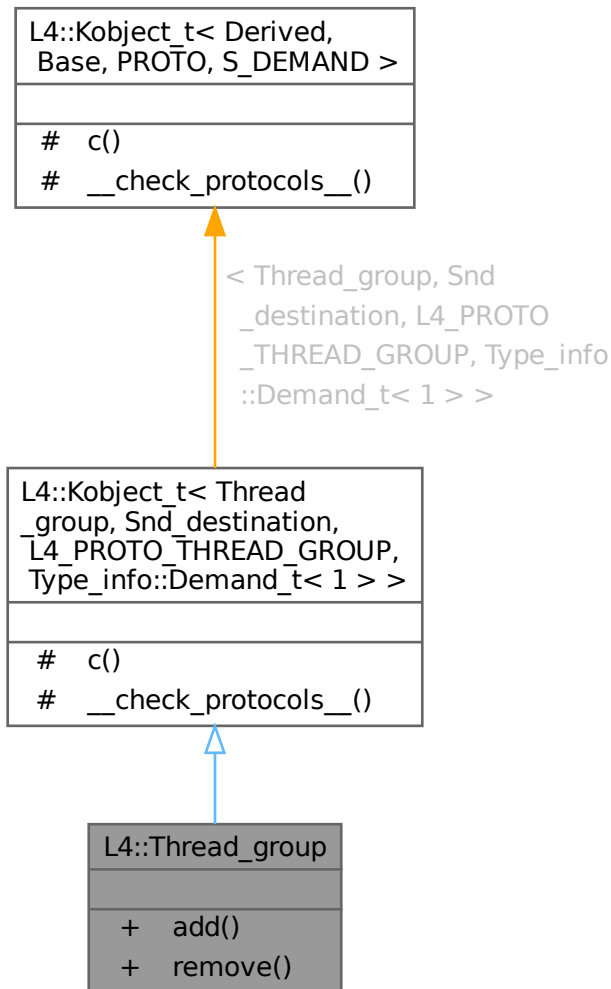 L4::Kobject_t< Derived,
Base, PROTO, S_DEMAND >
# c()
# __check_protocols__()
< Thread_group, Snd
_destination, L4_PROTO
_THREAD_GROUP, Type_info
::Demand_t< 1 > >
L4::Kobject_t< Thread
_group, Snd_destination,
L4_PROTO_THREAD_GROUP,
Type_info::Demand_t< 1 > >
# c()
# __check_protocols__()
L4::Thread_group
+ add()
+ remove()